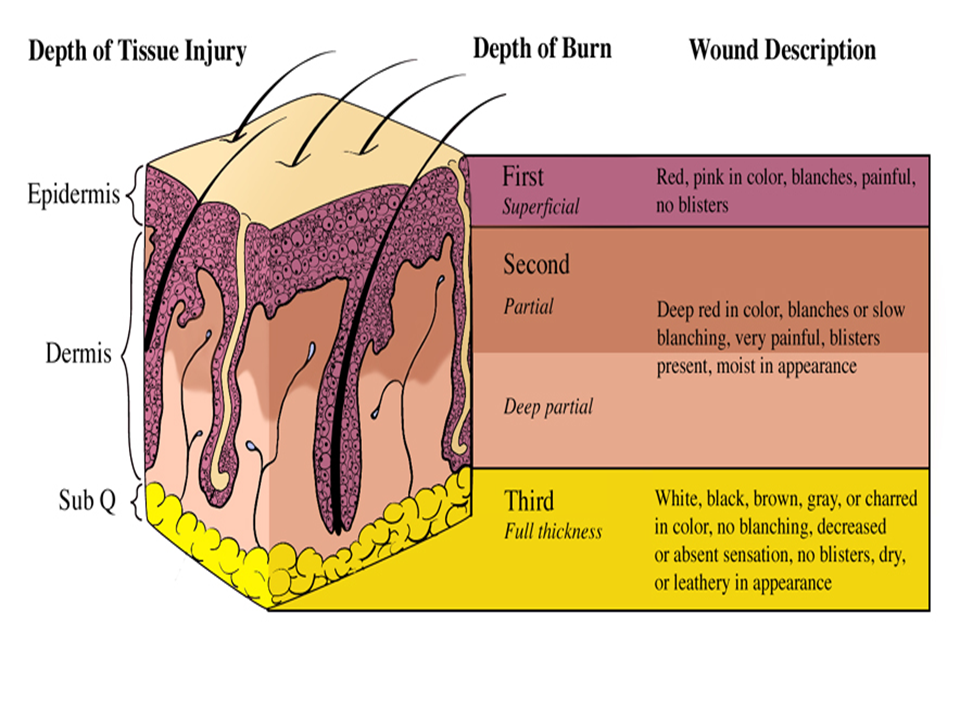 Depth of Tissue Injury
Depth of Burn
Wound Description
Epidermis
First
Superficial
Red, pink in color, blanches, painful,
no blisters
Dermis
Second
Partial
Deep partial
Deep red in color, blanches or slow
blanching, very painful, blisters
present, moist in appearance
Sub Q
Third
Full thickness
White, black, brown, gray, or charred
in color, no blanching, decreased
or absent sensation, no blisters, dry,
or leathery in appearance